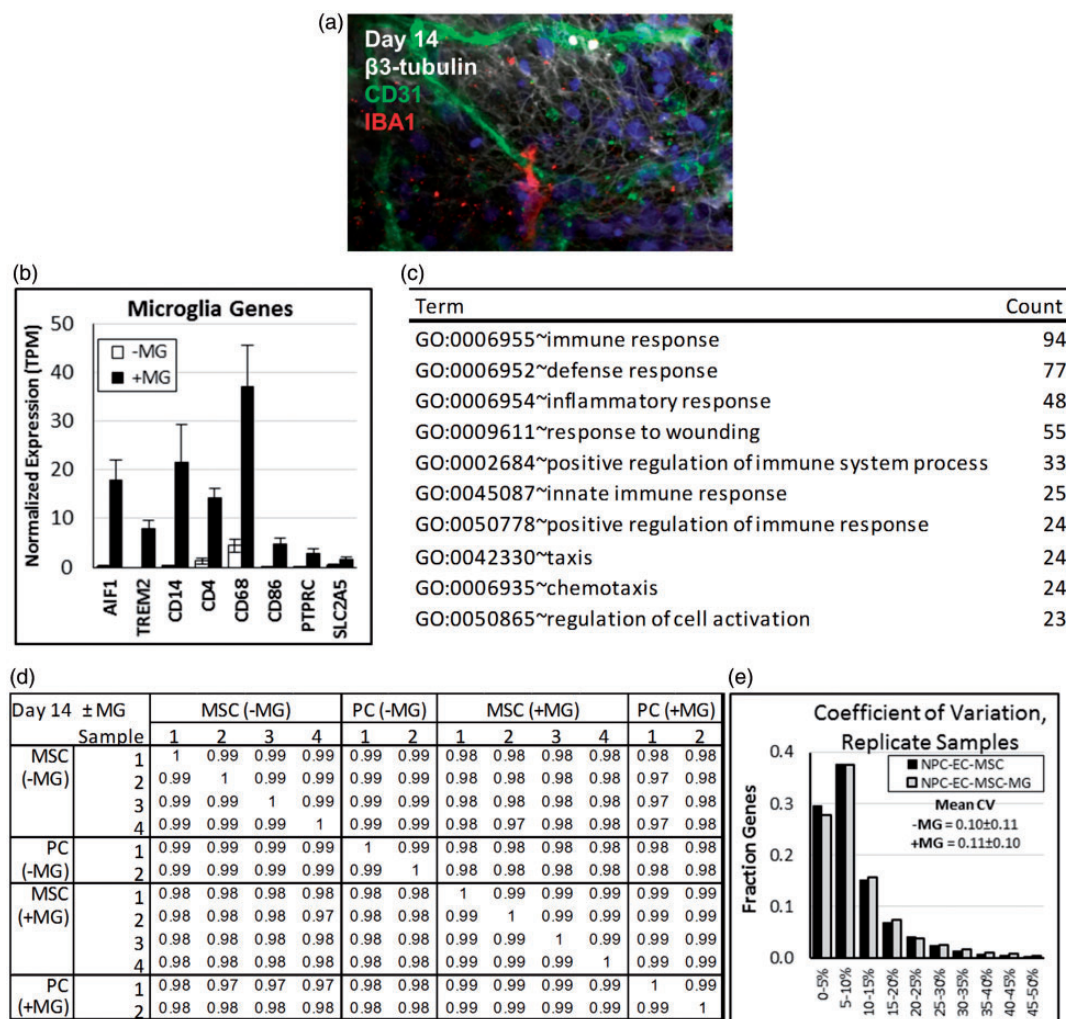 (a)
Day 14
β3-tubulin
CD31
IBA1
(b)
Microglia Genes
Normalized Expression (TPM)
50
40
30
20
10
0
-MG
+MG
AIF1
TREM2
CD14
CD4
CD68
CD86
PTPRC
SLC2A5
(c)
Term Count
GO:0006955~immune response 94
GO:0006952~defense response 77
GO:0006954~inflammatory response 48
GO:0009611~response to wounding 55
GO:0002684~positive regulation of immune system process 33
GO:0045087~innate immune response 25
GO:0050778~positive regulation of immune response 24
GO:0042330~taxis 24
GO:0006935~chemotaxis 24
GO:0050865~regulation of cell activation 23
(d)
Day 14 ±MG MSC (-MG) PC (-MG) MSC (+MG) PC (+MG)
Sample 1 2 3 4 1 2 1 2 3 4 1 2
MSC (-MG) 1 1 0.99 0.99 0.99 0.99 0.99 0.98 0.98 0.98 0.98 0.98 0.98
2 0.99 1 0.99 0.99 0.99 0.99 0.98 0.98 0.98 0.98 0.97 0.98
3 0.99 0.99 1 0.99 0.99 0.99 0.98 0.98 0.98 0.98 0.97 0.98
4 0.99 0.99 0.99 1 0.99 0.99 0.98 0.97 0.98 0.98 0.97 0.98
PC (-MG) 1 0.99 0.99 0.99 0.99 1 0.99 0.98 0.98 0.98 0.98 0.98 0.98
2 0.99 0.99 0.99 0.99 0.99 1 0.98 0.98 0.98 0.98 0.98 0.98
MSC (+MG) 1 0.98 0.98 0.98 0.98 0.98 0.98 1 0.99 0.99 0.99 0.99 0.99
2 0.98 0.98 0.98 0.97 0.98 0.98 0.99 1 0.99 0.99 0.99 0.99
3 0.98 0.98 0.98 0.98 0.98 0.98 0.99 0.99 1 0.99 0.99 0.99
4 0.98 0.98 0.98 0.98 0.98 0.98 0.99 0.99 0.99 1 0.99 0.99
PC (+MG) 1 0.98 0.97 0.97 0.97 0.98 0.98 0.99 0.99 0.99 0.99 1 0.99
2 0.98 0.98 0.98 0.98 0.98 0.98 0.99 0.99 0.99 0.99 0.99 1
(e)
Coefficient of Variation,
Replicate Samples
NPC-EC-MSC
NPC-EC-MSC-MG
Mean CV
-MG = 0.10±0.11
+MG = 0.11±0.10
Fraction Genes
0.4
0.3
0.2
0.1
0.0
0-5%
5-10%
10-15%
15-20%
20-25%
25-30%
30-35%
35-40%
40-45%
45-50%